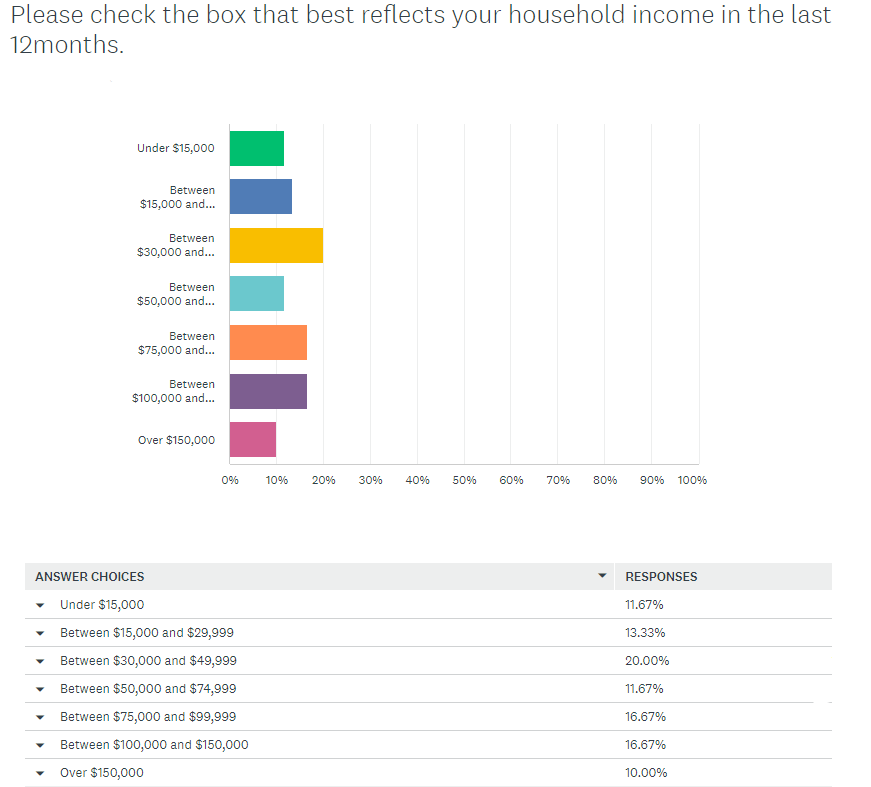 Please check the box that best reflects your household income in the last
12months.
Under $15,000
Between
$15,000 and...
Between
$30,000 and...
Between
$50,000 and...
Between
$75,000 and...
Between
$100,000 and...
Over $150,000
0% 10% 20% 30% 40% 50% 60% 70% 80% 90% 100%
ANSWER CHOICES RESPONSES
Under $15,000 11.67%
Between $15,000 and $29,999 13.33%
Between $30,000 and $49,999 20.00%
Between $50,000 and $74,999 11.67%
Between $75,000 and $99,999 16.67%
Between $100,000 and $150,000 16.67%
Over $150,000 10.00%